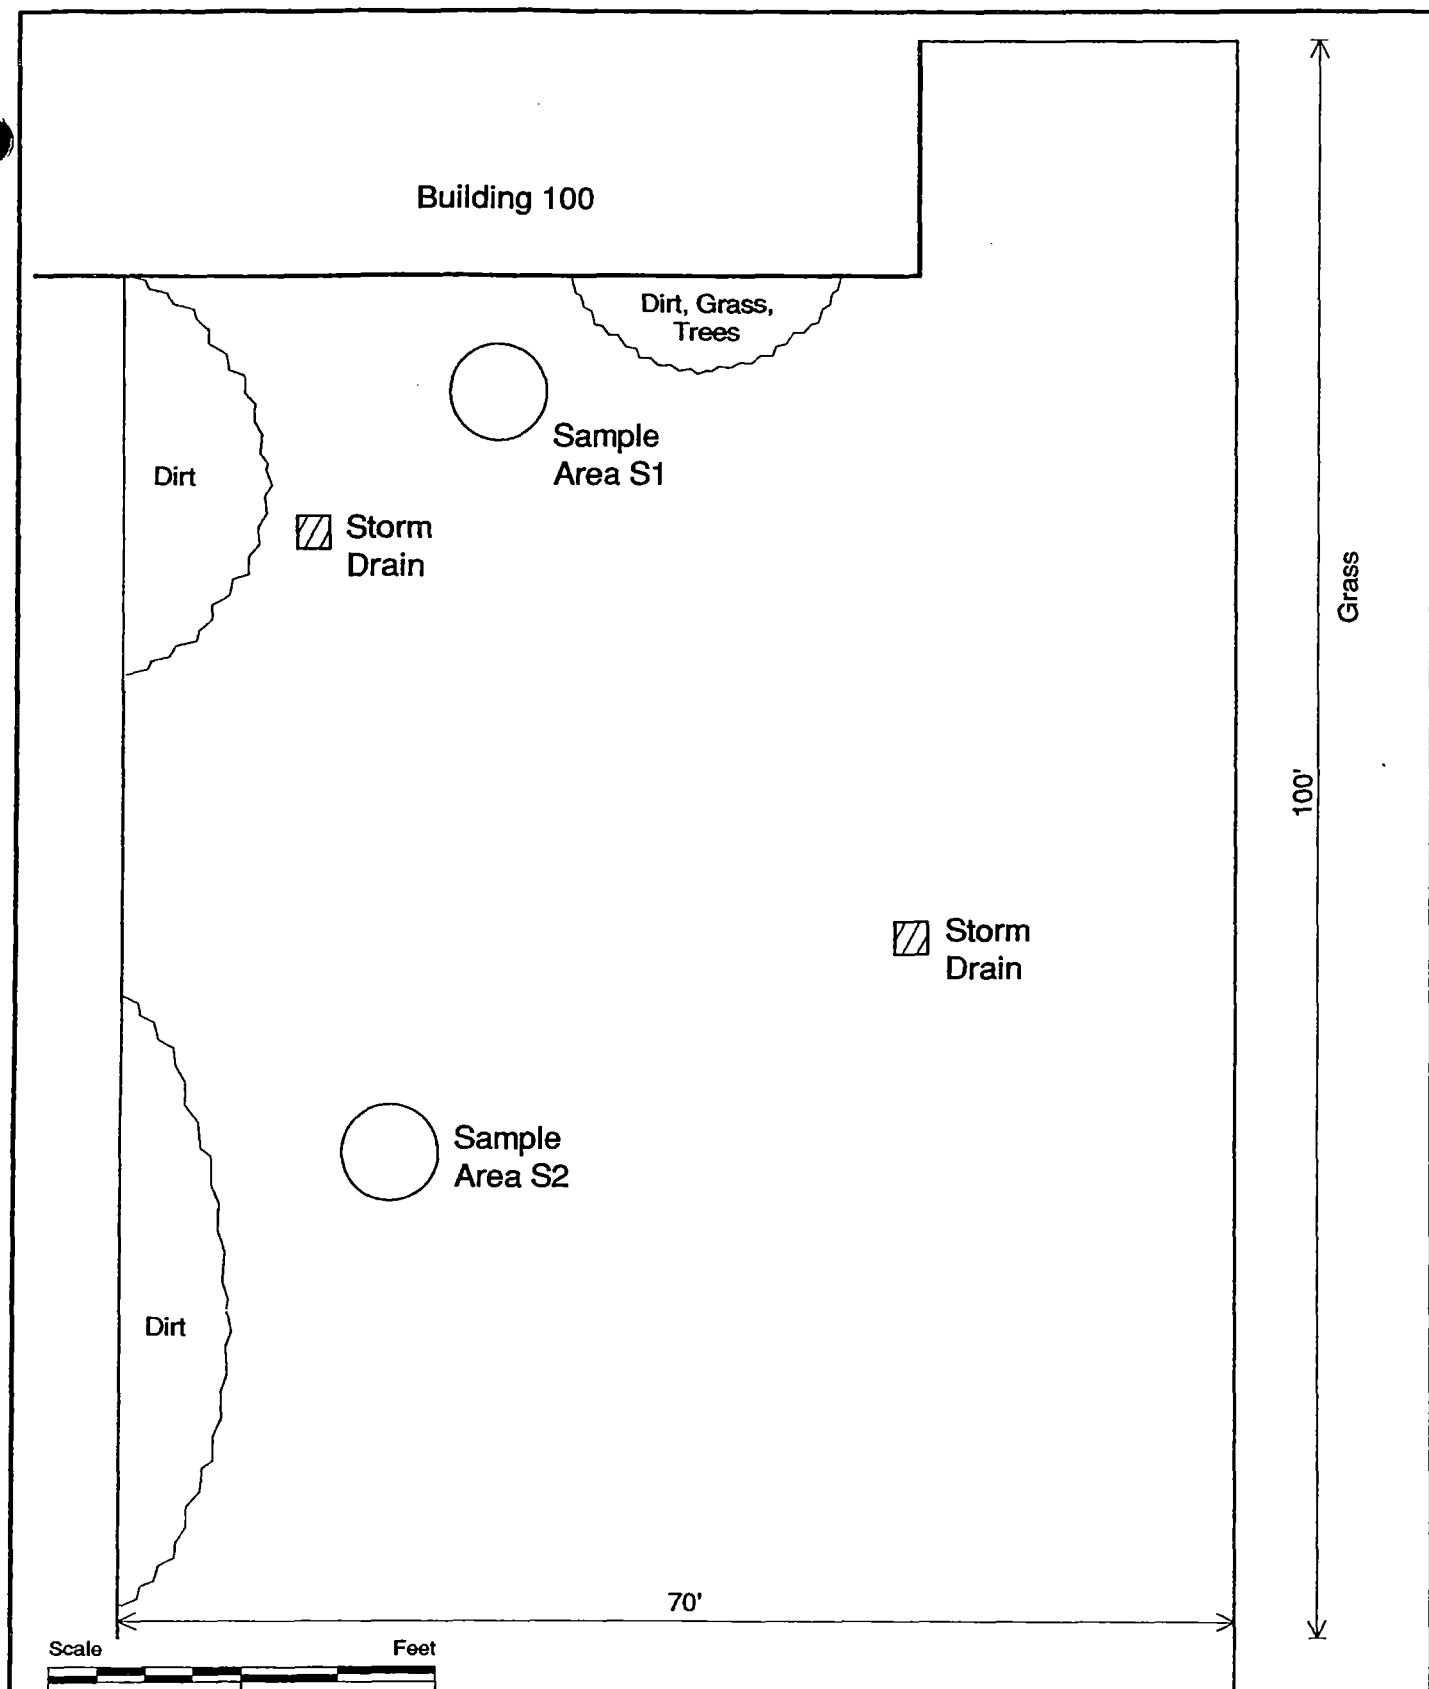 Building 100
Dirt, Grass,
Trees
Sample
Area S1
Dirt
Storm
Drain
Grass
100'
Storm
Drain
Sample
Area S2
Dirt
70'
Scale Feet